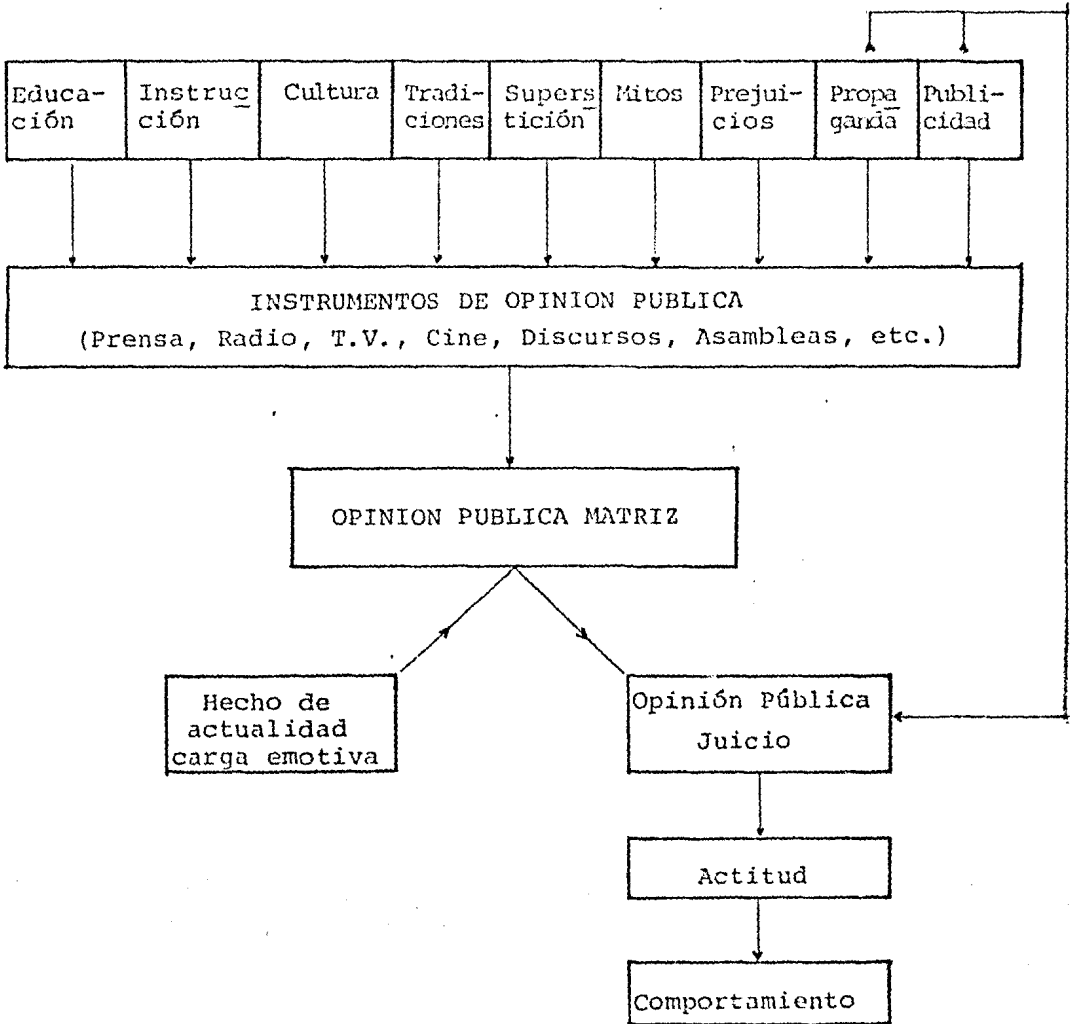 Educa-
ción
Instruc
ción
Cultura
Tradi-
ciones
Supers
tición
Mitos
Prejui-
cios
Propa
ganda
Publi-
cidad
INSTRUMENTOS DE OPINION PUBLICA
(Prensa, Radio, T.V., Cine, Discursos, Asambleas, etc.)
OPINION PUBLICA MATRIZ
Hecho de
actualidad
carga emotiva
Opinión Pública
Juicio
Actitud
Comportamiento